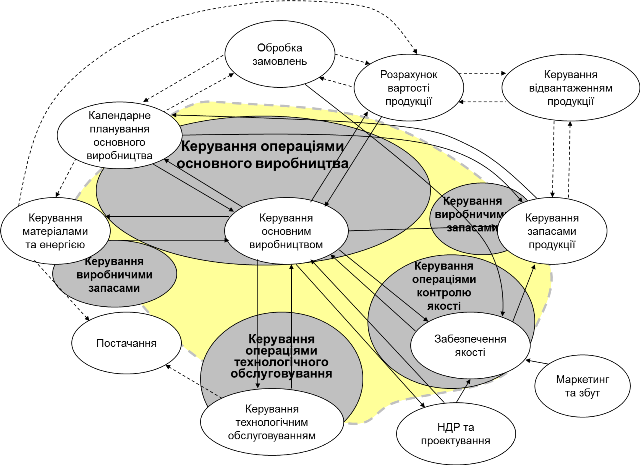 Обробка
замовлень
Розрахунок
вартості
продукції
Керування
відвантаженням
продукції
Календарне
планування
основного
виробництва
Керування операціями
основного виробництва
Керування
матеріалами
та енергією
Керування
основним
виробництвом
Керування
виробничим
запасами
Керування
запасами
продукції
Керування
виробничими
запасами
Керування
операціями
контролю
якості
Постачання
Керування
операціями
технологічного
обслуговування
Забезпечення
якості
Маркетинг
та збут
Керування
технологічним
обслуговуванням
НДР та
проектування